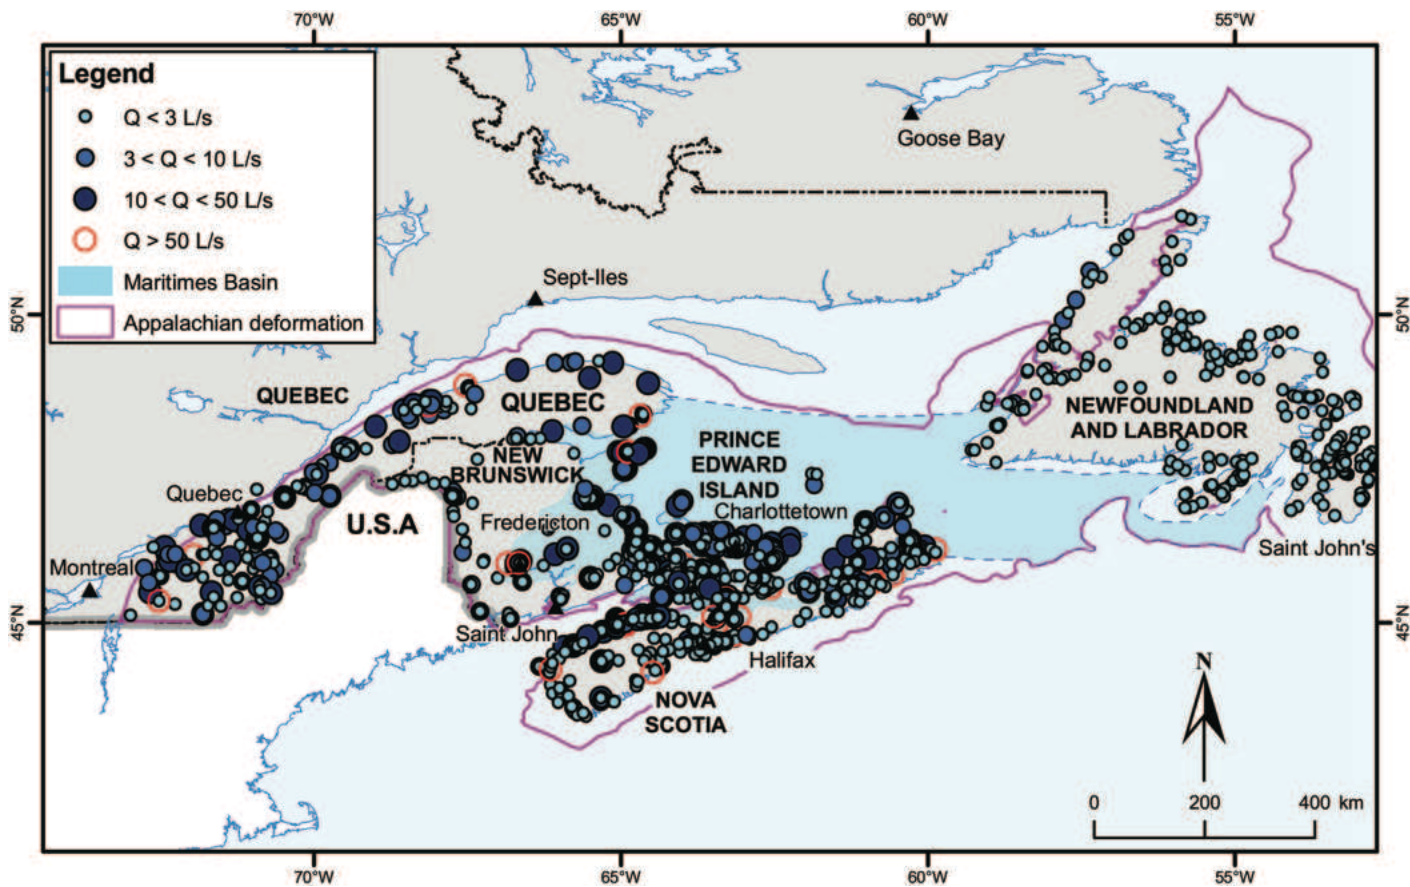 70°W 65°W 60°W 55°W
Legend
Q < 3 L/s
3 < Q < 10 L/s
10 < Q < 50 L/s
Q > 50 L/s
Maritimes Basin
Appalachian deformation
Goose Bay
Sept-Iles
50°N 50°N
QUEBEC
QUEBEC
NEWFOUNDLAND
AND LABRADOR
PRINCE
EDWARD
ISLAND
NEW
BRUNSWICK
Quebec
Charlottetown
U.S.A
Fredericton
Saint John's
Montreal
45°N 45°N
Saint John
Halifax
NOVA
SCOTIA
N
0 200 400 km
70°W 65°W 60°W 55°W